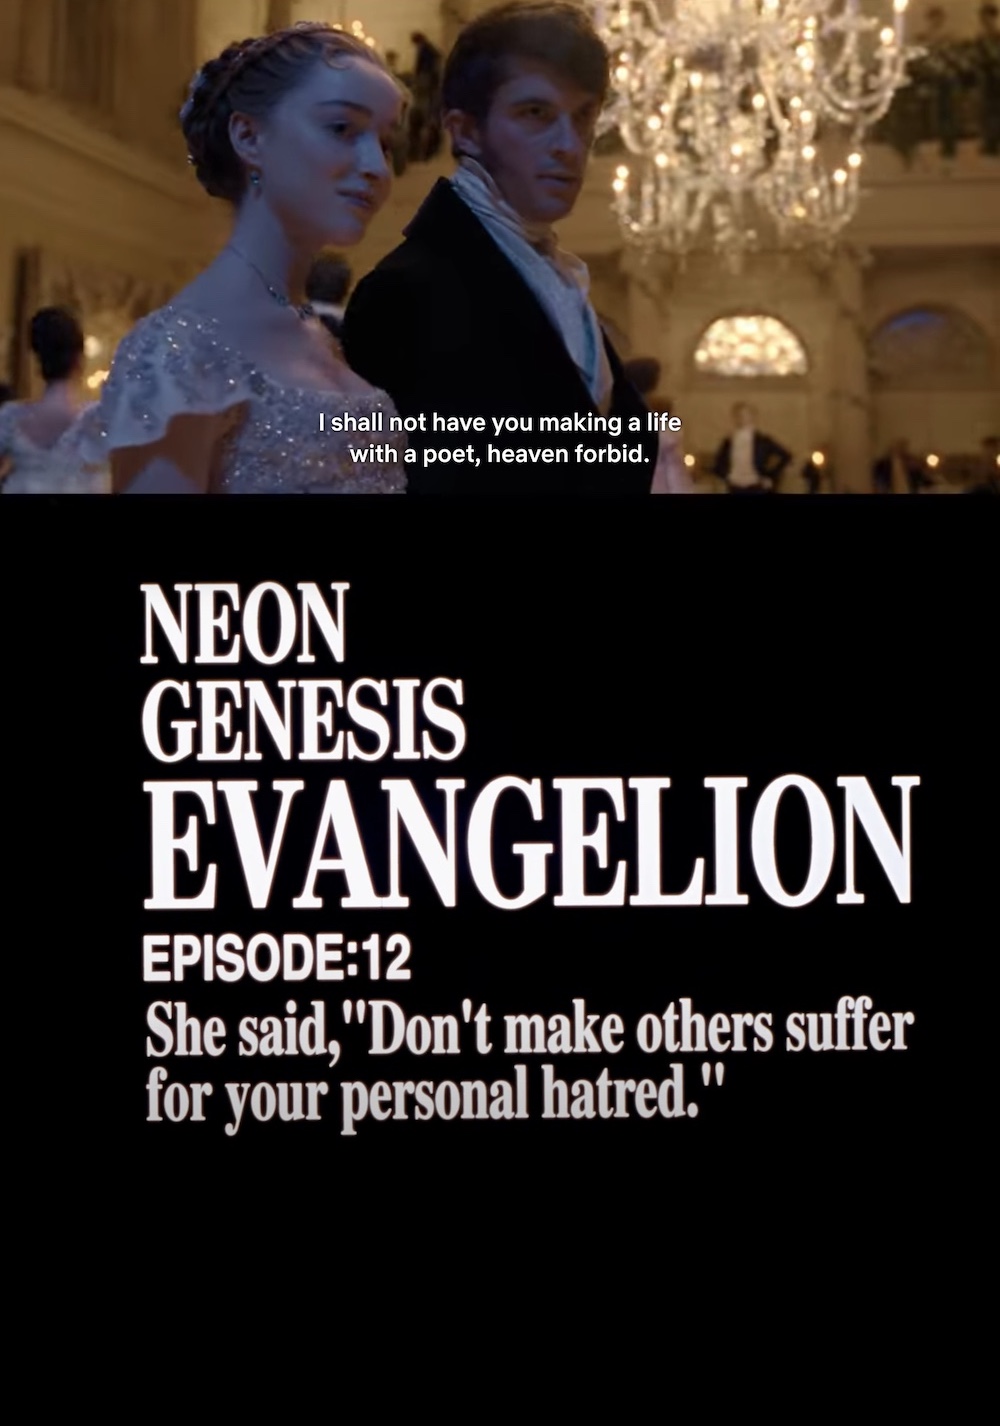 I shall not have you making a life
with a poet, heaven forbid.
NEON
GENESIS
EVANGELION
EPISODE:12
She said,"Don't make others suffer
for your personal hatred."